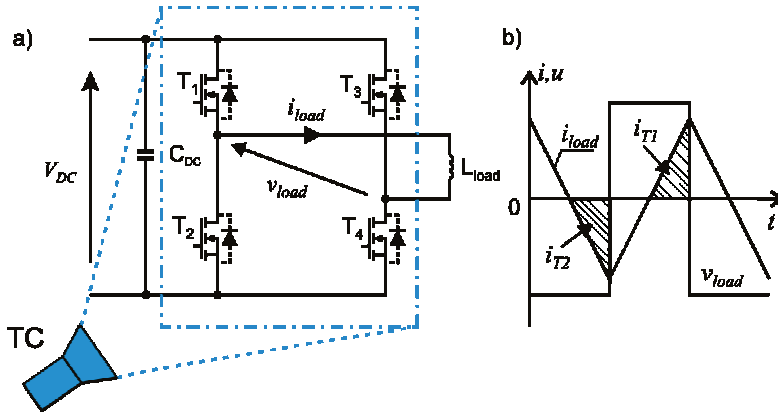 a)
T1
T3
iload
VDC
CDC
vload
Lload
T2
T4
TC
b)
i,u
iload
iT1
0
t
iT2
vload